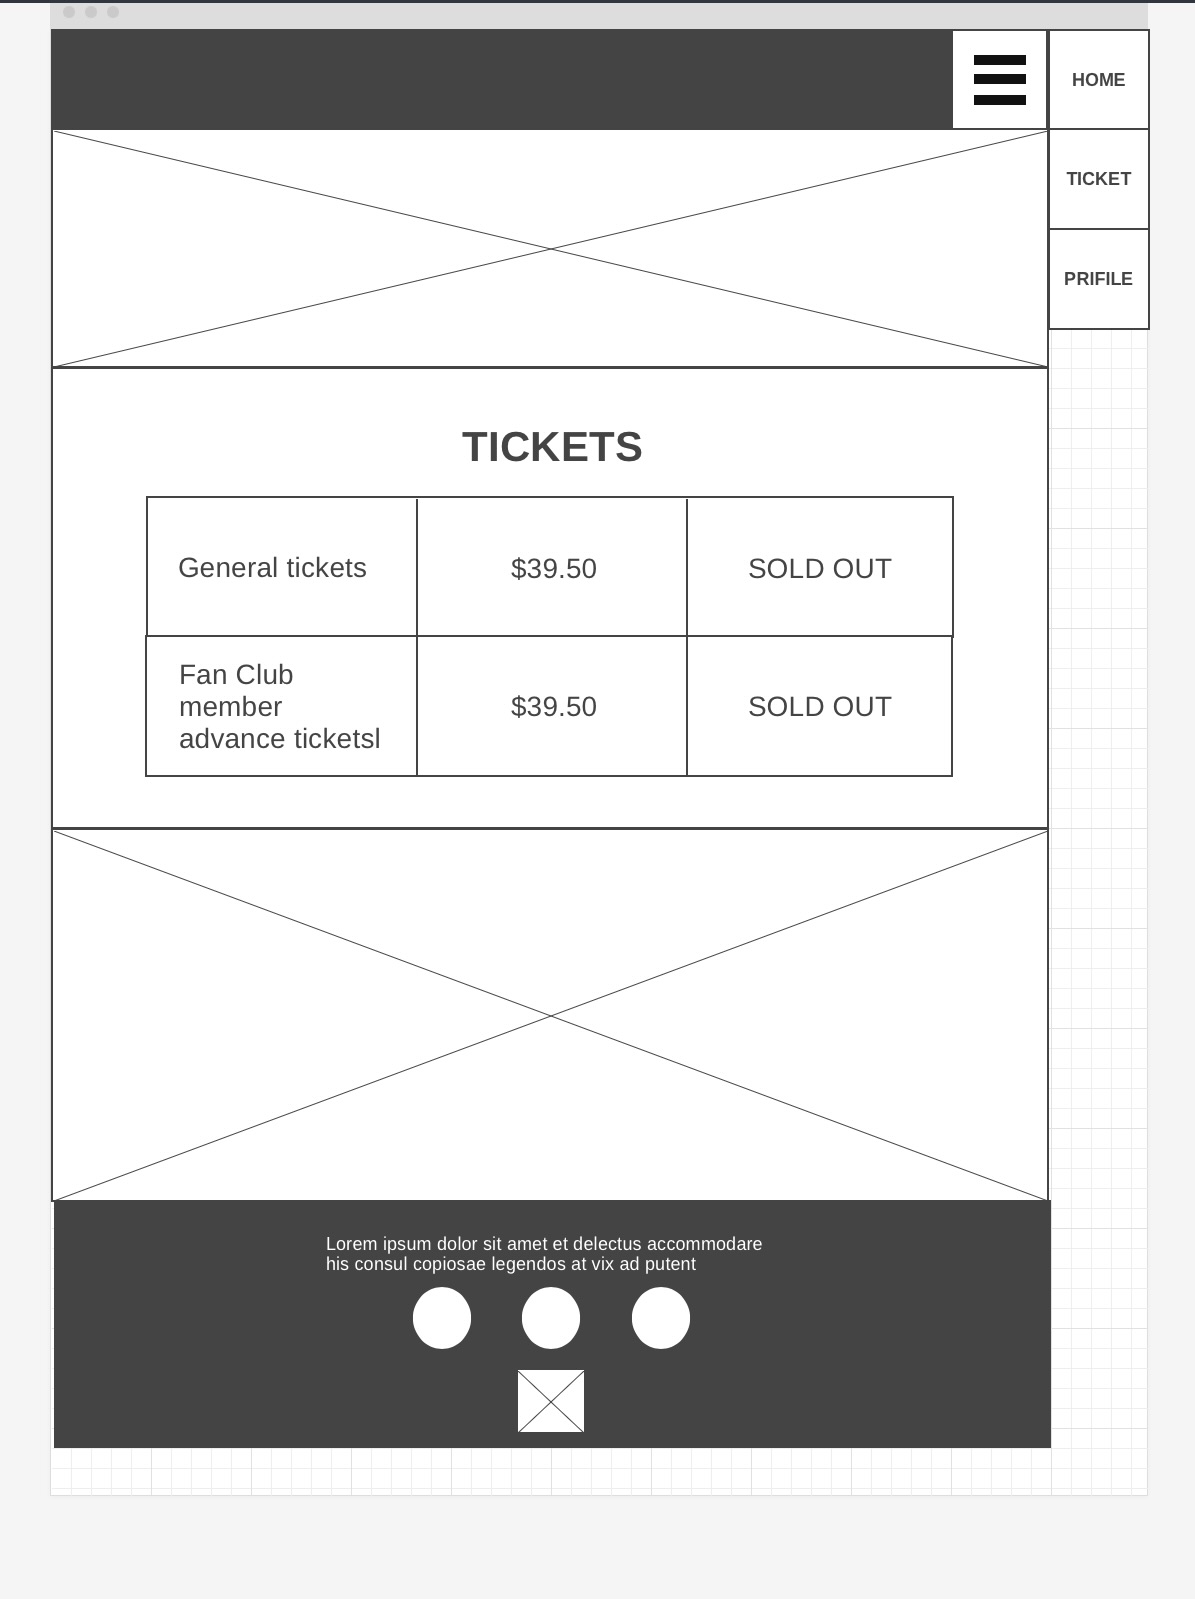 HOME
TICKET
PRIFILE
TICKETS
General tickets
$39.50
SOLD OUT
Fan Club
member
advance ticketsl
$39.50
SOLD OUT
Lorem ipsum dolor sit amet et delectus accommodare
his consul copiosae legendos at vix ad putent